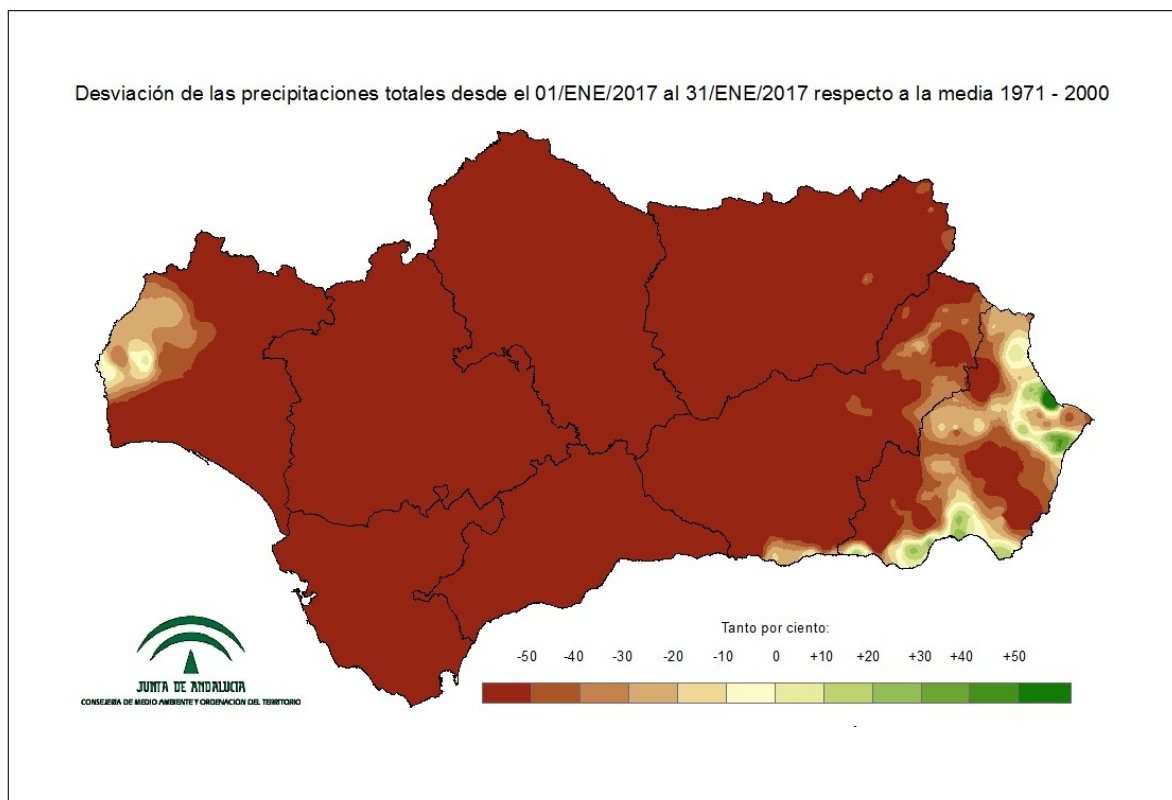 Desviación de las precipitaciones totales desde el 01/ENE/2017 al 31/ENE/2017 respecto a la media 1971 - 2000
Tanto por ciento:
-50 -40 -30 -20 -10 0 +10 +20 +30 +40 +50
JUNTA DE ANDALUCIA
CONSEJERÍA DE MEDIO AMBIENTE Y ORDENACIÓN DEL TERRITORIO